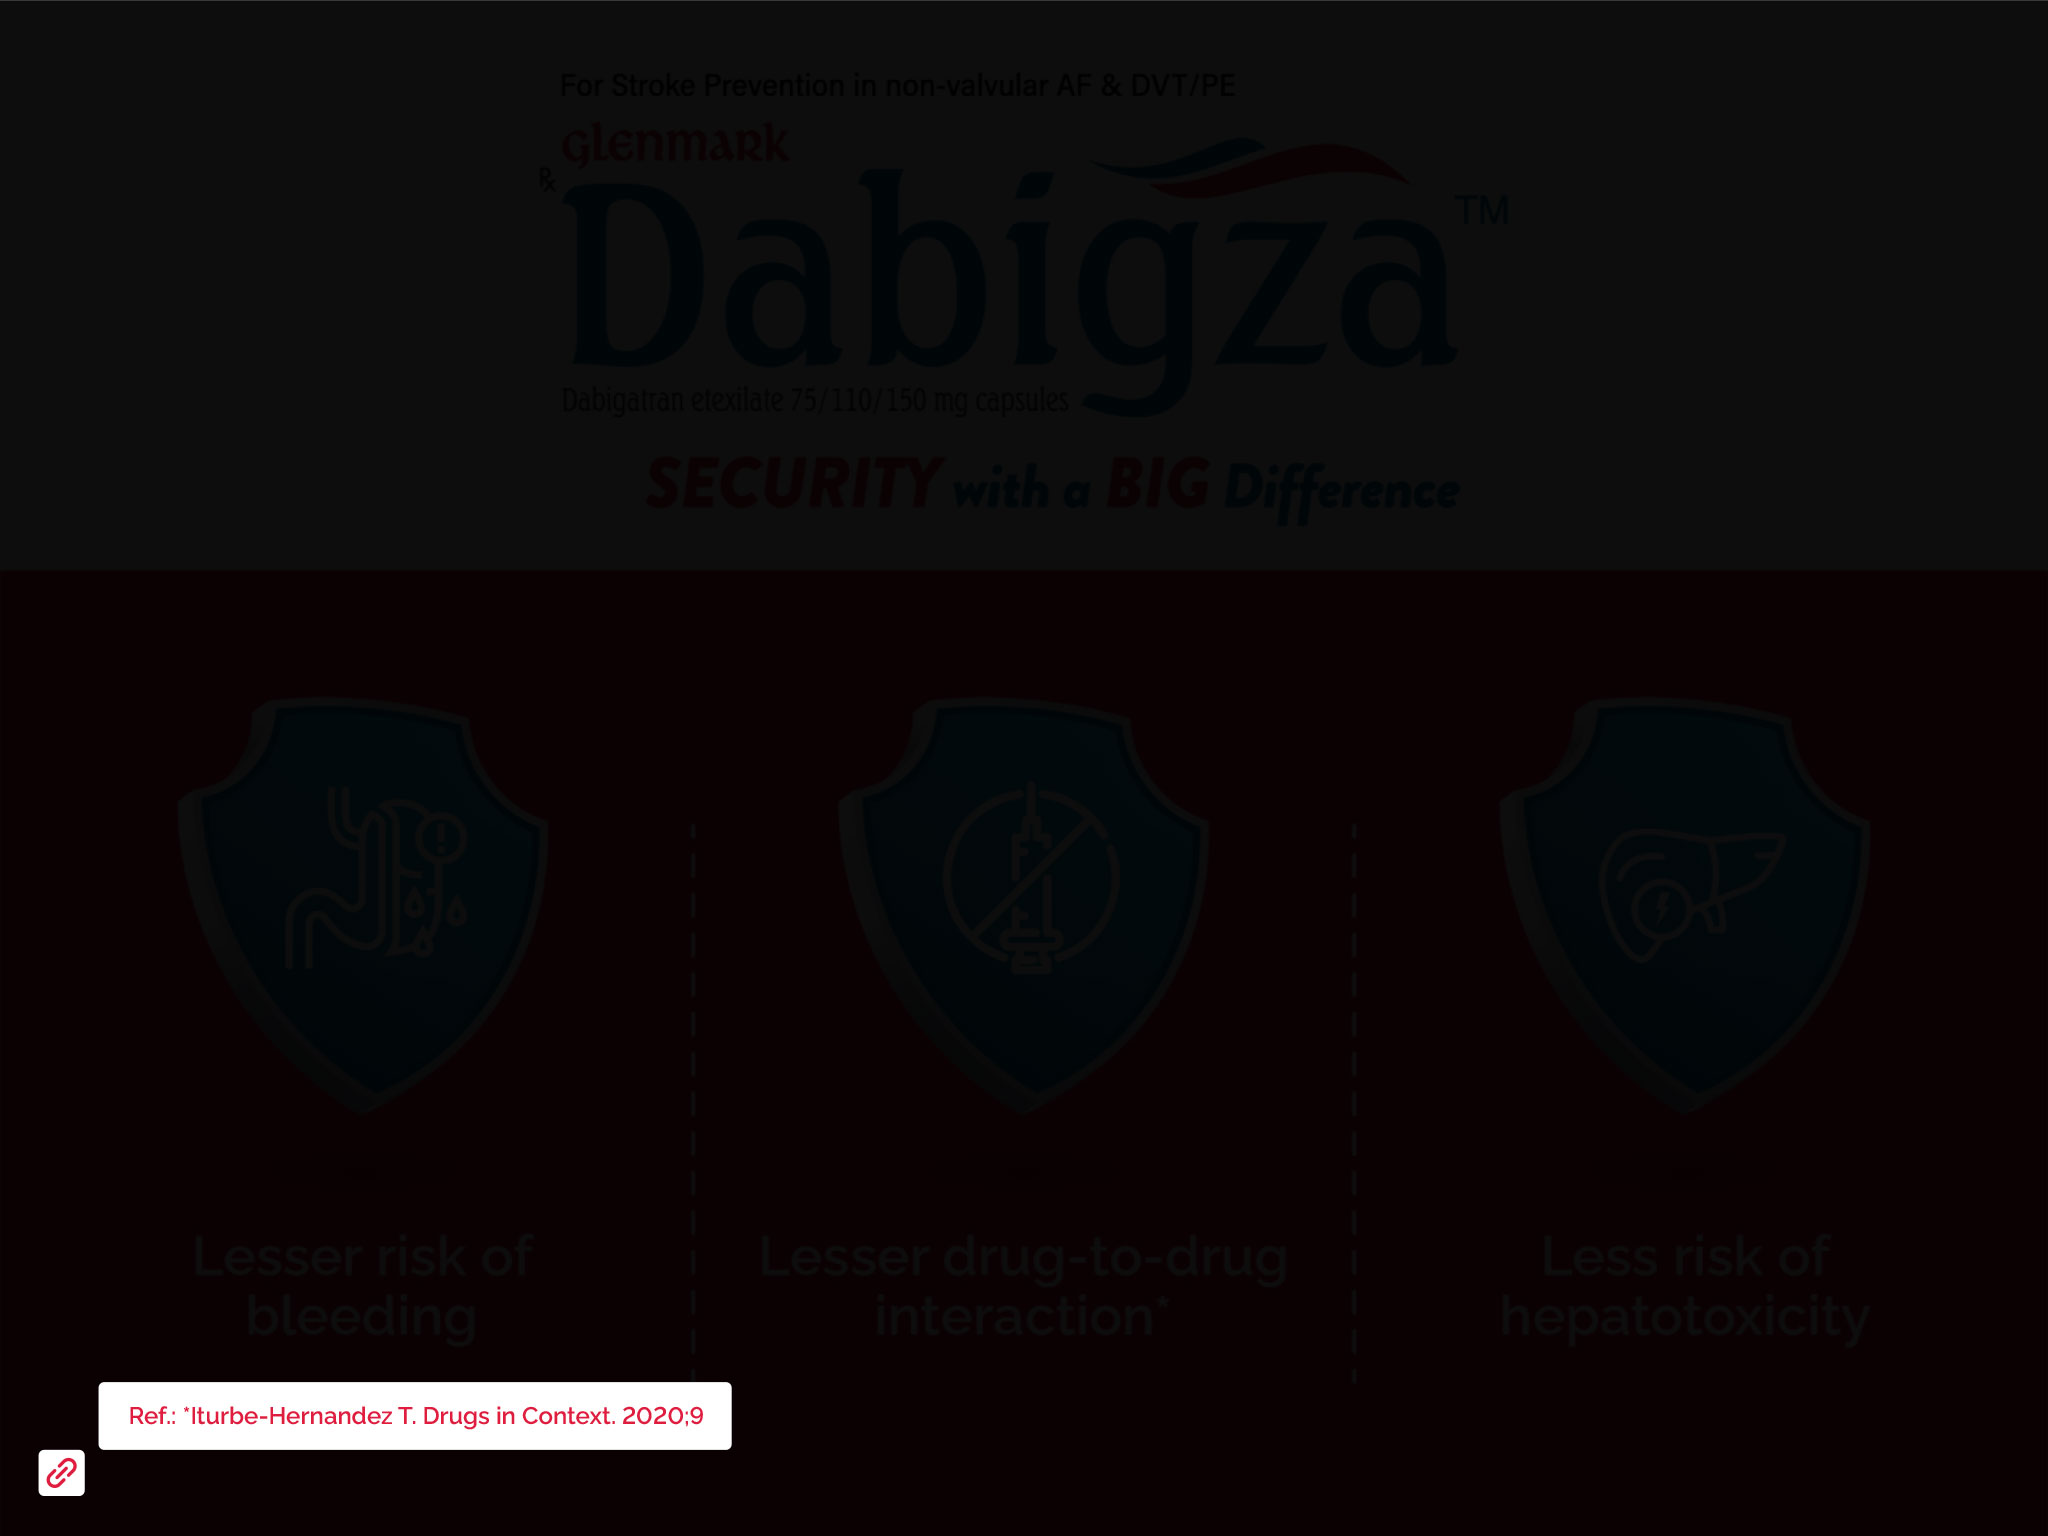 For Stroke Prevention in non-valvular AF & DVT/PE
glenmark
Rx
Dabigza™
Dabigatran etexilate 75/110/150 mg capsules
SECURITY with a BIG Difference
Lesser risk of
bleeding
Lesser drug-to-drug
interaction*
Less risk of
hepatotoxicity
Ref.: *Iturbe-Hernandez T. Drugs in Context. 2020;9